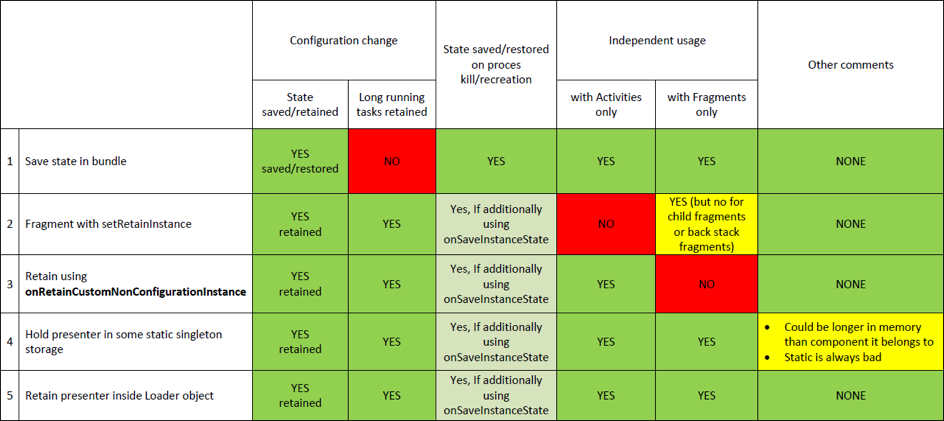 Configuration change
State saved/restored
on proces
kill/recreation
Independent usage
Other comments
State
saved/retained
Long running
tasks retained
with Activities
only
with Fragments
only
1
Save state in bundle
YES
saved/restored
NO
YES
YES
YES
NONE
2
Fragment with setRetainInstance
YES
retained
YES
Yes, If additionally
using
onSaveInstanceState
NO
YES (but no for
child fragments
or back stack
fragments)
NONE
3
Retain using
onRetainCustomNonConfigurationInstance
YES
retained
YES
Yes, If additionally
using
onSaveInstanceState
YES
NO
NONE
4
Hold presenter in some static singleton
storage
YES
retained
YES
Yes, If additionally
using
onSaveInstanceState
YES
YES
• Could be longer in memory
than component it belongs to
• Static is always bad
5
Retain presenter inside Loader object
YES
retained
YES
Yes, If additionally
using
onSaveInstanceState
YES
YES
NONE